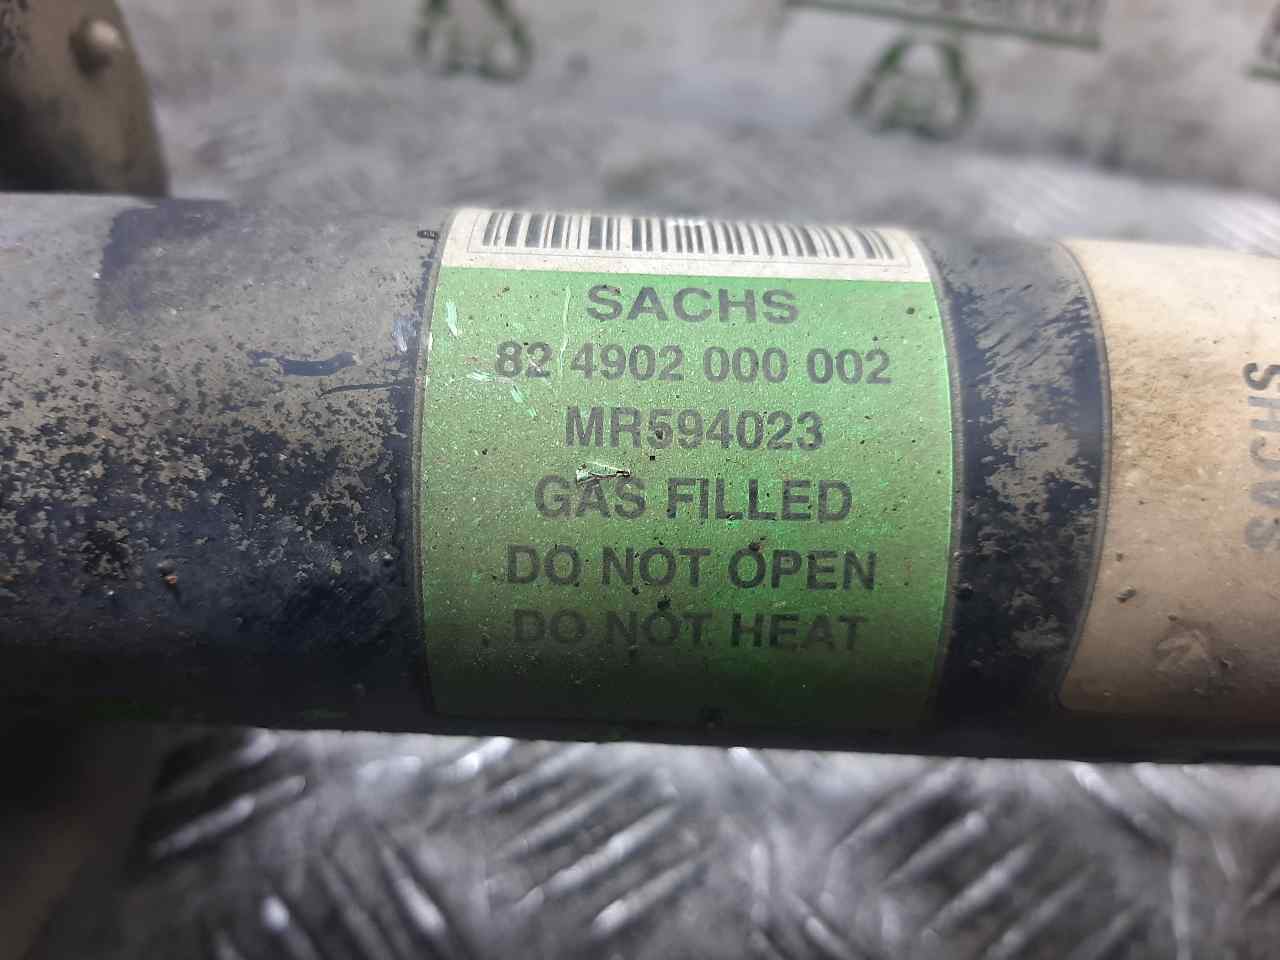 SACHS
82 4902 000 002
MR594023
GAS FILLED
DO NOT OPEN
DO NOT HEAT
SACHS